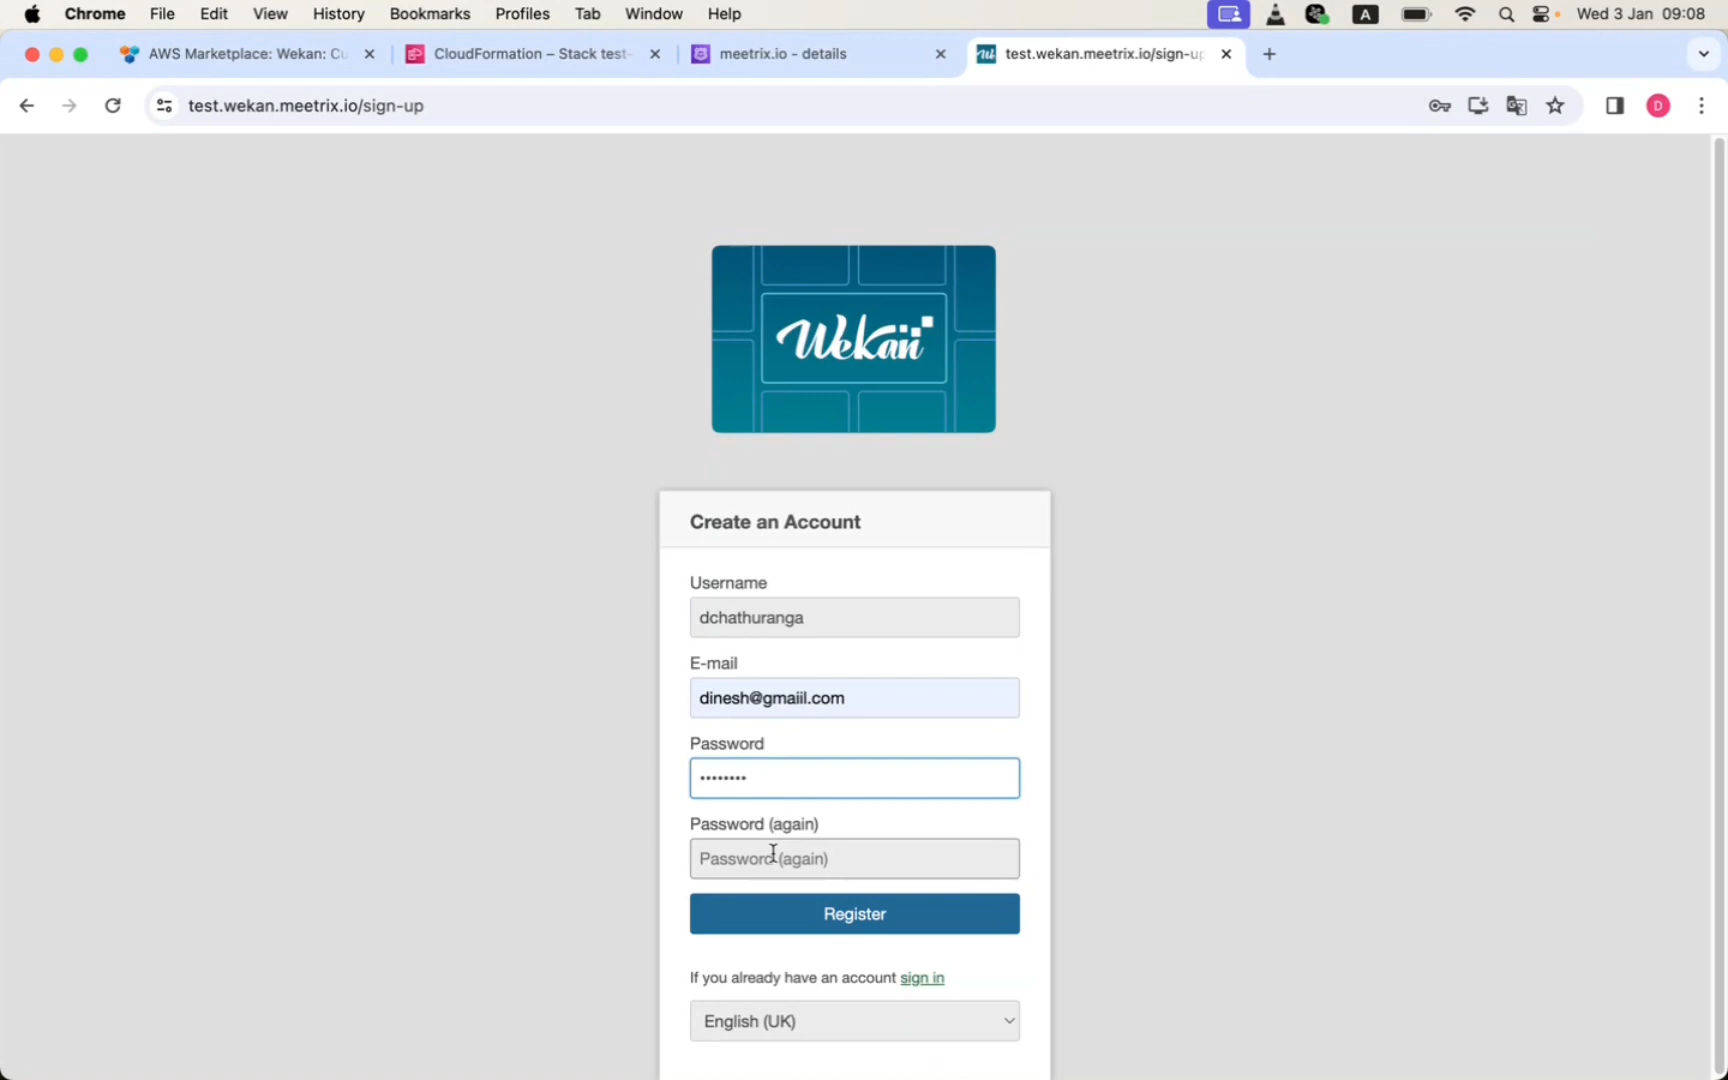 Chrome File Edit View History Bookmarks Profiles Tab Window Help A Wed 3 Jan 09:08
AWS Marketplace: Wekan: Cu CloudFormation – Stack test- meetrix.io - details test.wekan.meetrix.io/sign-up
test.wekan.meetrix.io/sign-up D
Wekan
Create an Account
Username
dchathuranga
E-mail
dinesh@gmaiil.com
Password
••••••••
Password (again)
Password (again)
Register
If you already have an account sign in
English (UK)